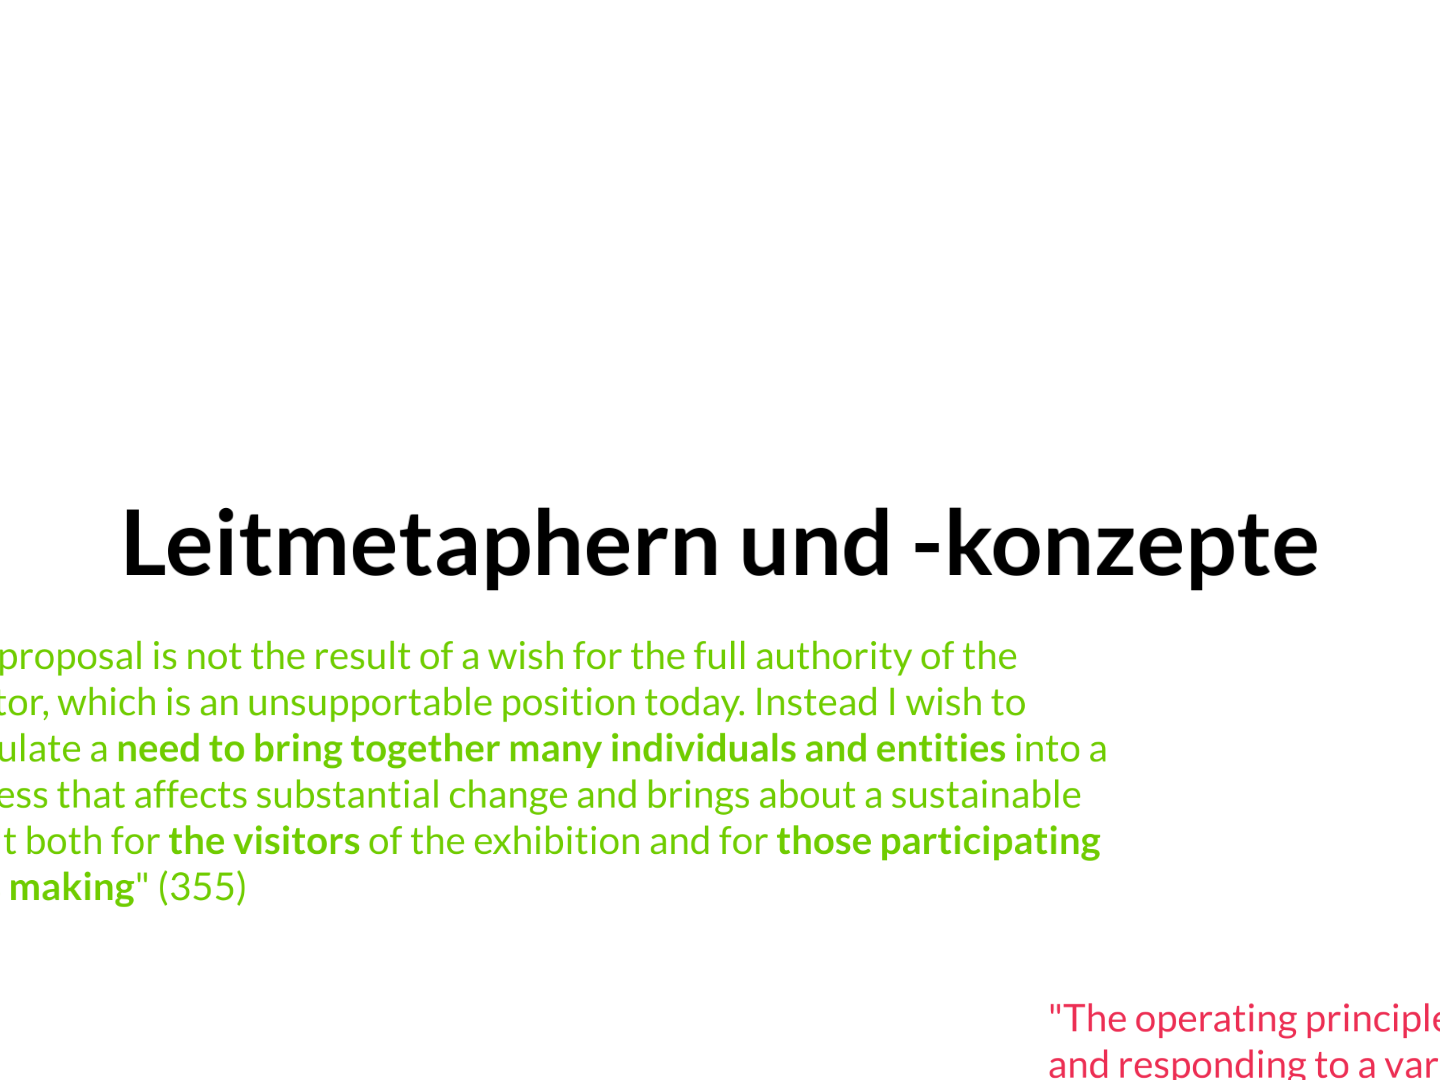 Leitmetaphern und -konzepte
proposal is not the result of a wish for the full authority of the
tor, which is an unsupportable position today. Instead I wish to
ulate a need to bring together many individuals and entities into a
ess that affects substantial change and brings about a sustainable
t both for the visitors of the exhibition and for those participating
making" (355)
"The operating principle
and responding to a var